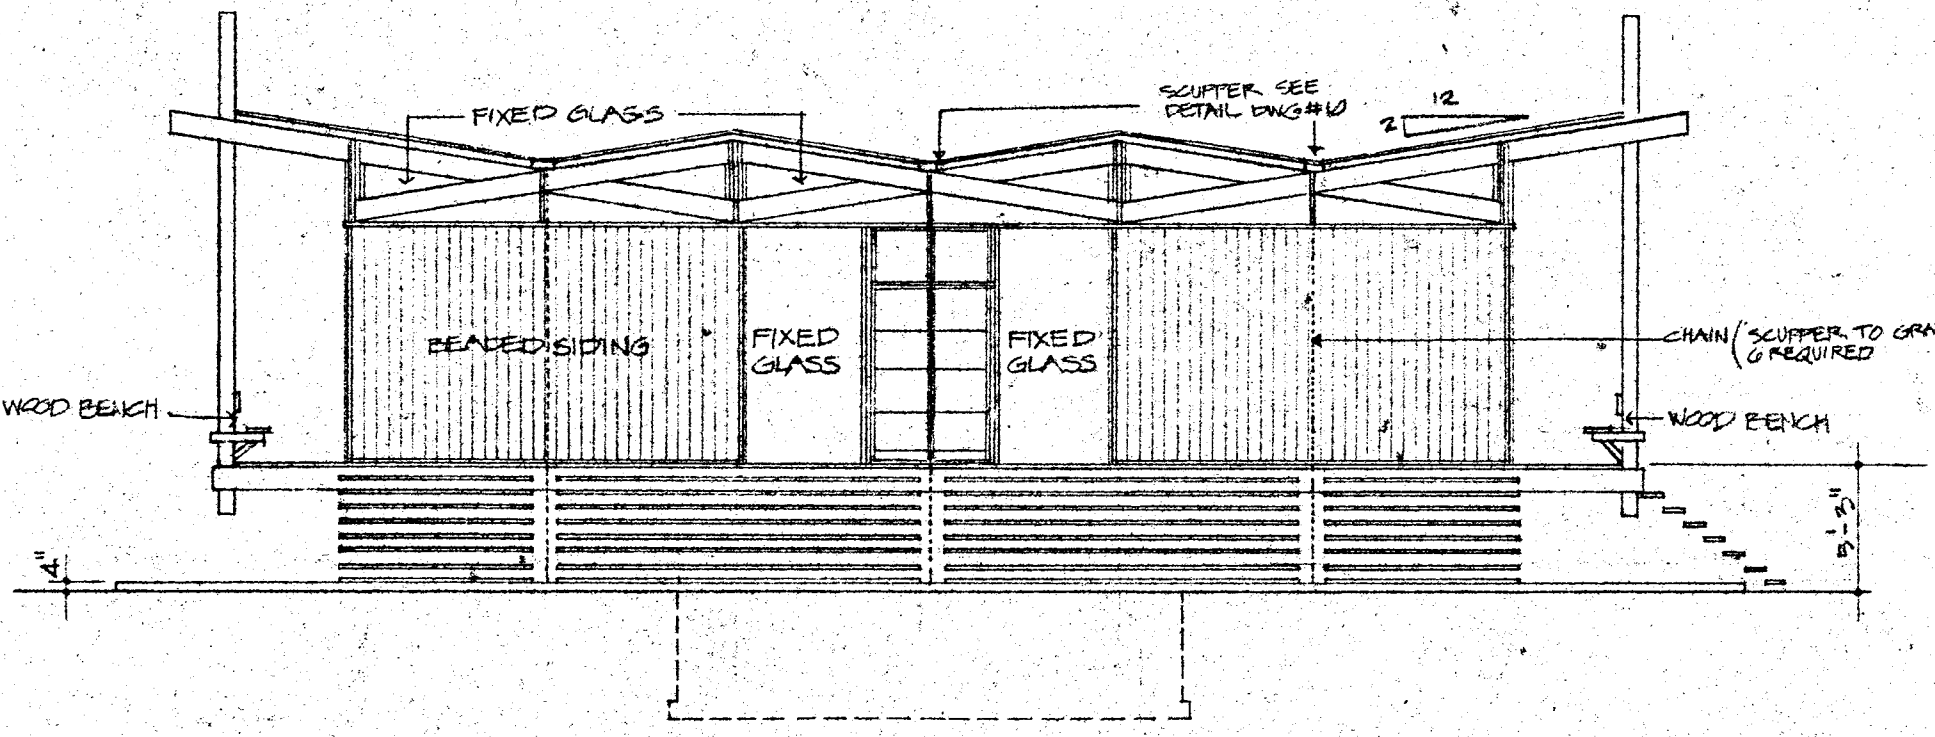 FIXED GLASS
SCUPPER SEE
DETAIL DWG#6
12
2
BEADED SIDING
FIXED
GLASS
FIXED
GLASS
CHAIN (SCUPPER TO GRA
6 REQUIRED
WOOD BENCH
WOOD BENCH
4"
3'-3"